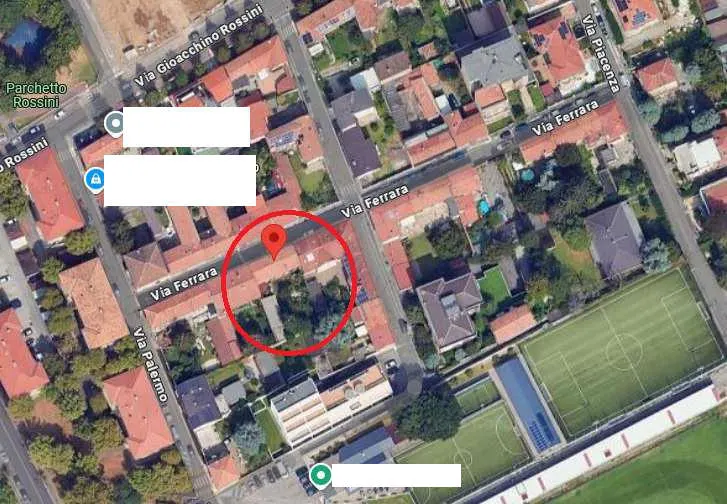 Via Gioacchino Rossini
Via Piacenza
Parchetto
Rossini
Rossini
Via Ferrara
Via Ferrara
Via Ferrara
Via Palermo